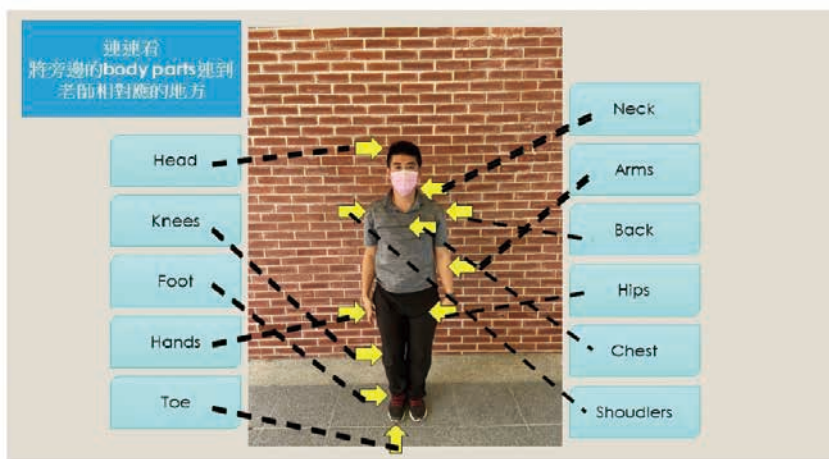 連連看
將旁邊的body parts連到
老師相對應的地方
Head
Knees
Foot
Hands
Toe
Neck
Arms
Back
Hips
Chest
Shoudlers